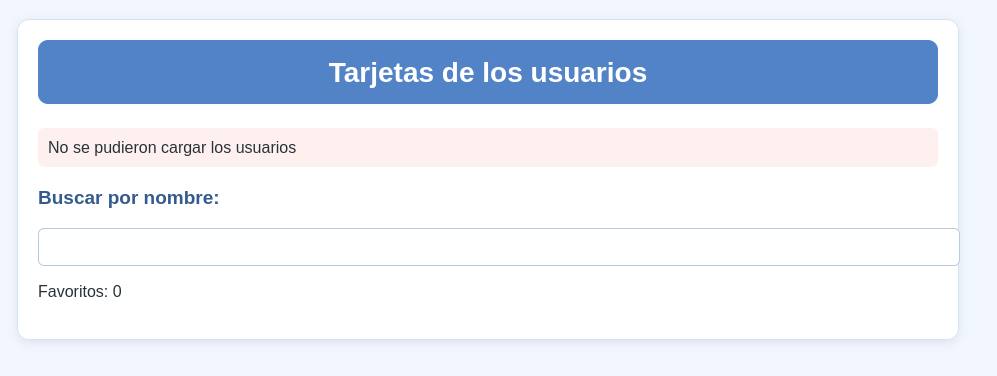 Tarjetas de los usuarios
No se pudieron cargar los usuarios
Buscar por nombre:
Favoritos: 0